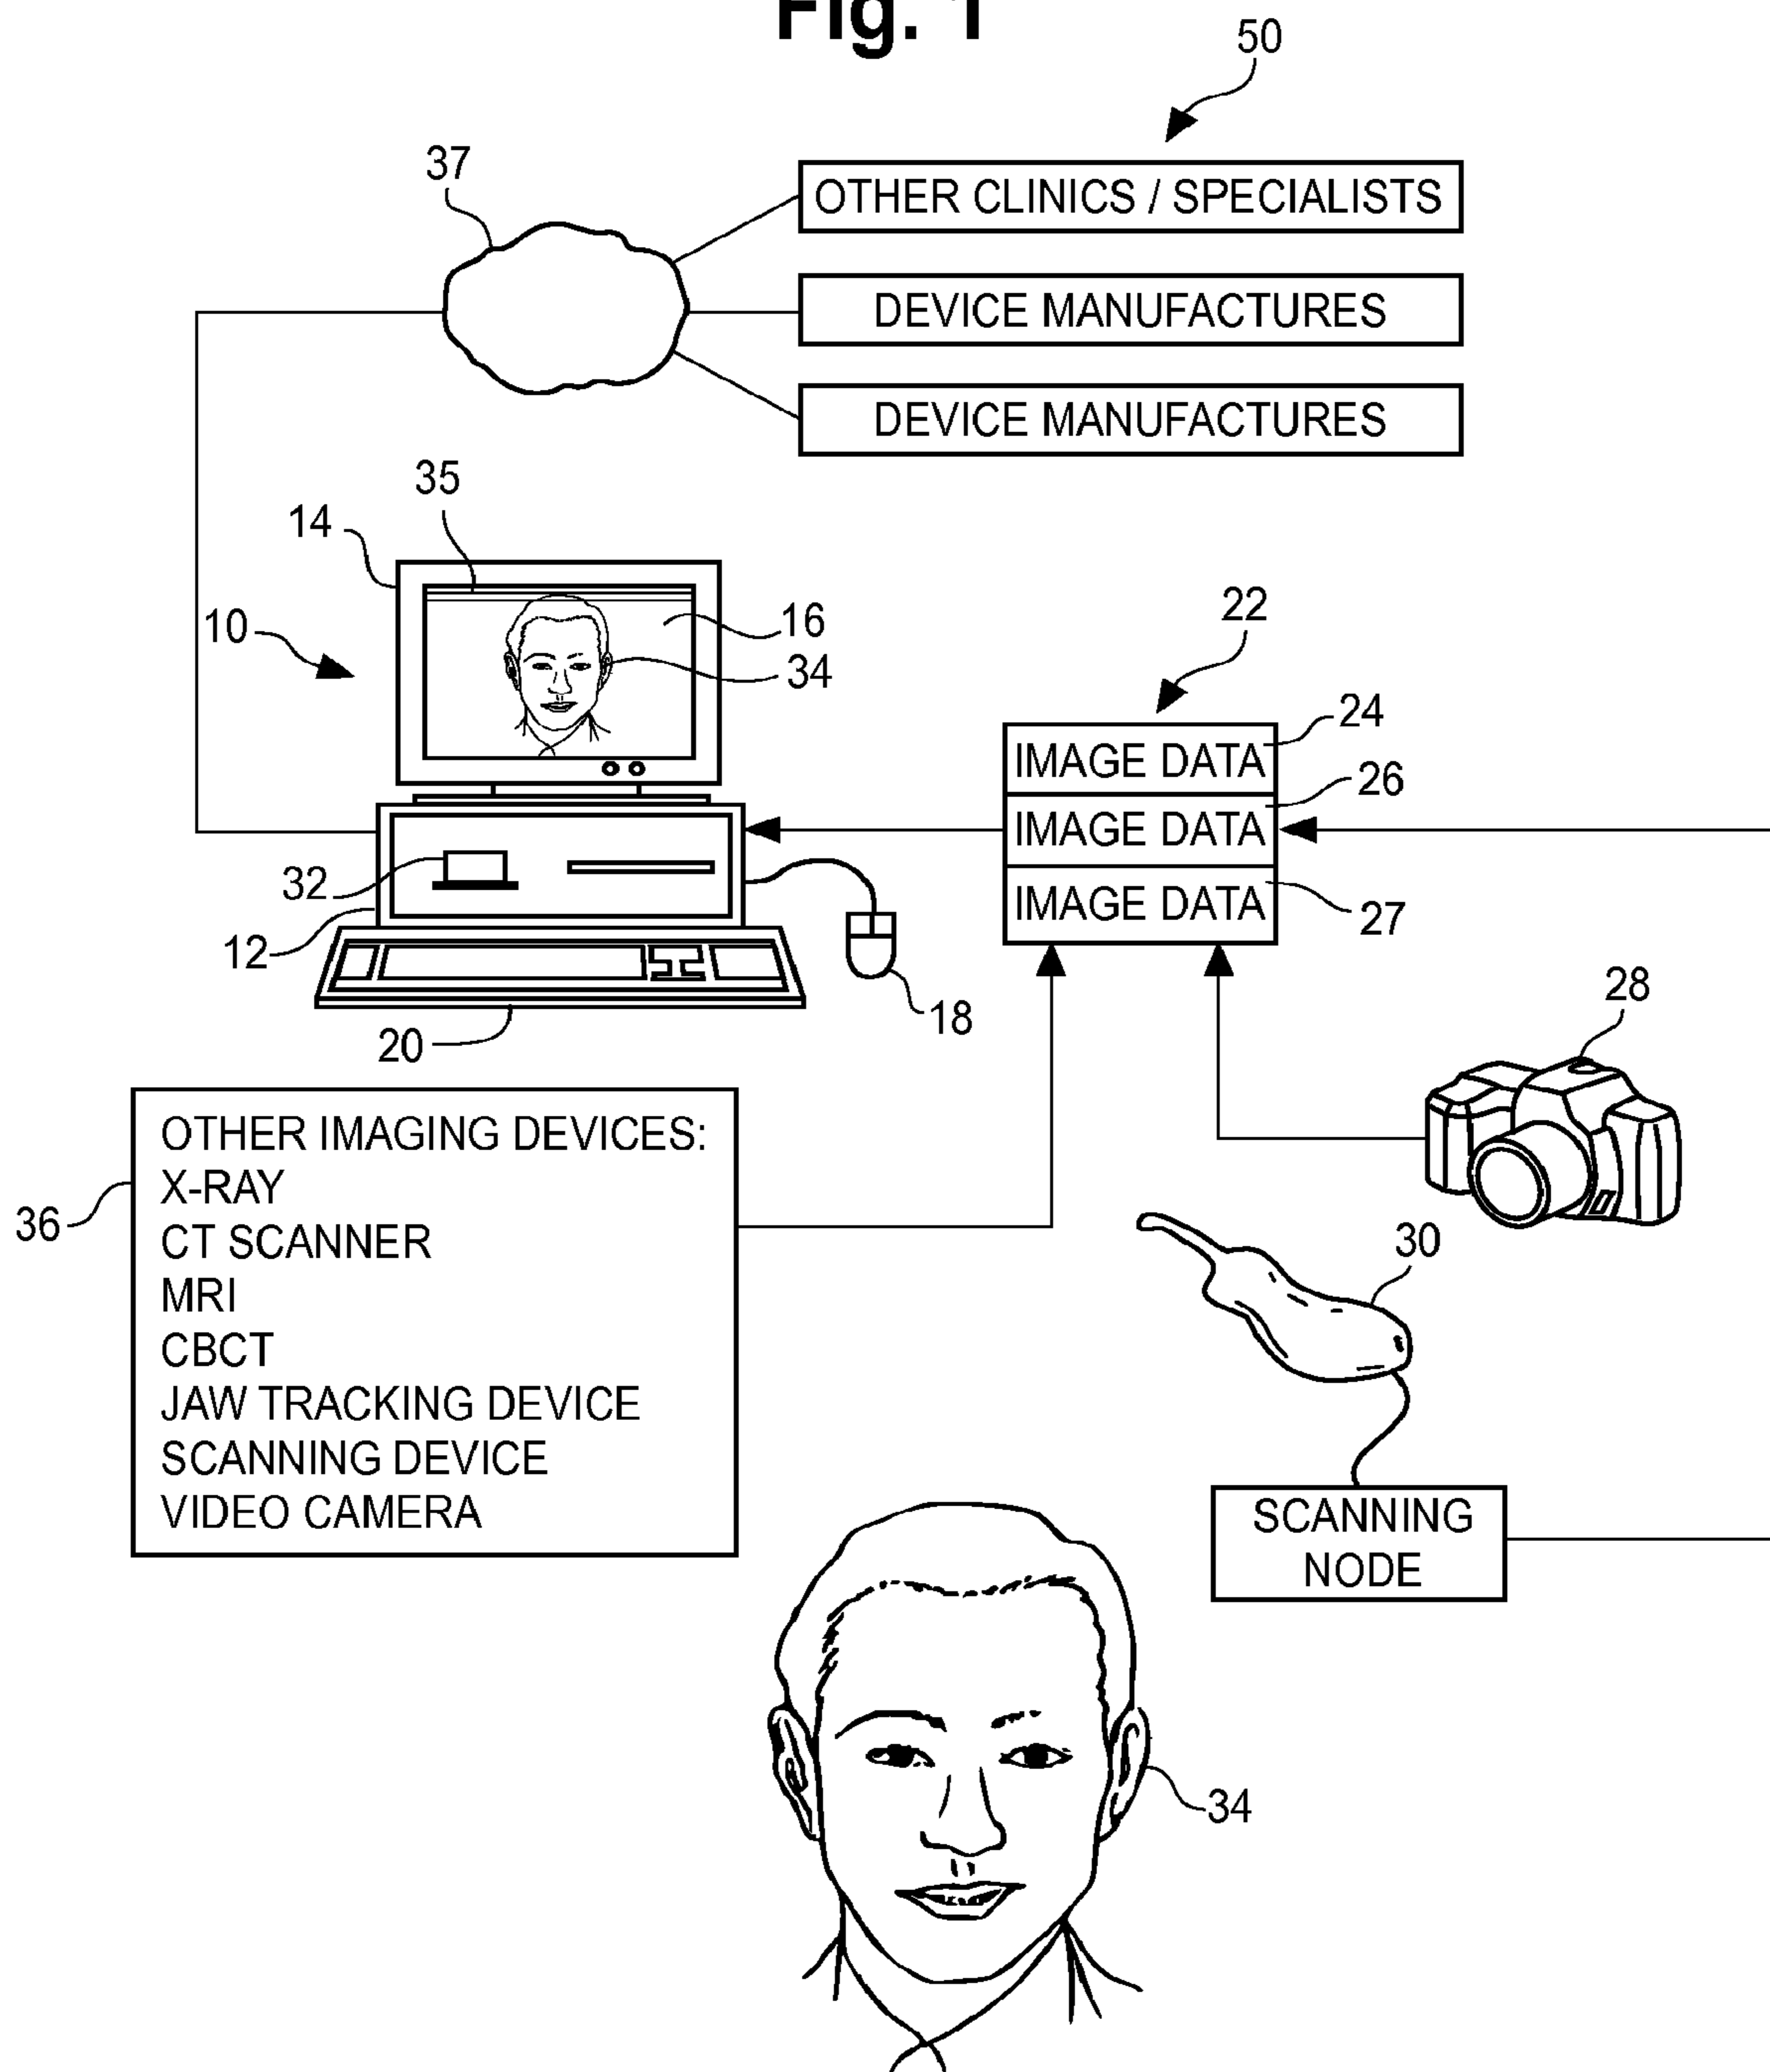 Fig. 1
50
37
OTHER CLINICS / SPECIALISTS
DEVICE MANUFACTURES
DEVICE MANUFACTURES
35
14
10
16
34
22
24
IMAGE DATA
26
IMAGE DATA
IMAGE DATA
27
32
12
18
20
28
36
OTHER IMAGING DEVICES:
X-RAY
CT SCANNER
MRI
CBCT
JAW TRACKING DEVICE
SCANNING DEVICE
VIDEO CAMERA
30
SCANNING
NODE
34